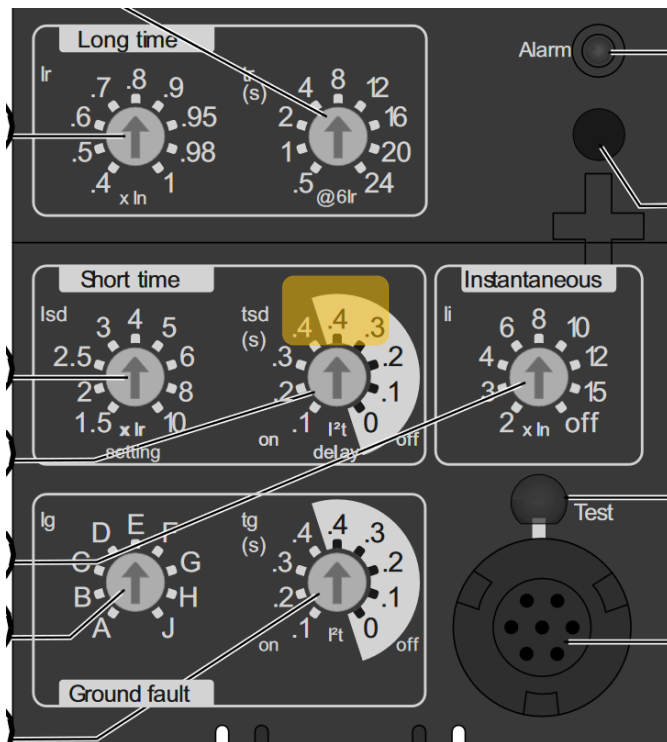 Long time
Alarm
Ir
.4 .5 .6 .7 .8 .9 .95 .98 1
x In
tr
(s)
.5 1 2 4 8 12 16 20 24
@6Ir
Short time
Isd
1.5 2 2.5 3 4 5 6 8 10
x Ir
setting
tsd
(s)
.1 .2 .3 .4 .4 .3 .2 .1 0
on I²t off
delay
Instantaneous
Ii
2 3 4 6 8 10 12 15 off
x In
Test
Ig
A B C D E F G H J
tg
(s)
.1 .2 .3 .4 .4 .3 .2 .1 0
on I²t off
Ground fault